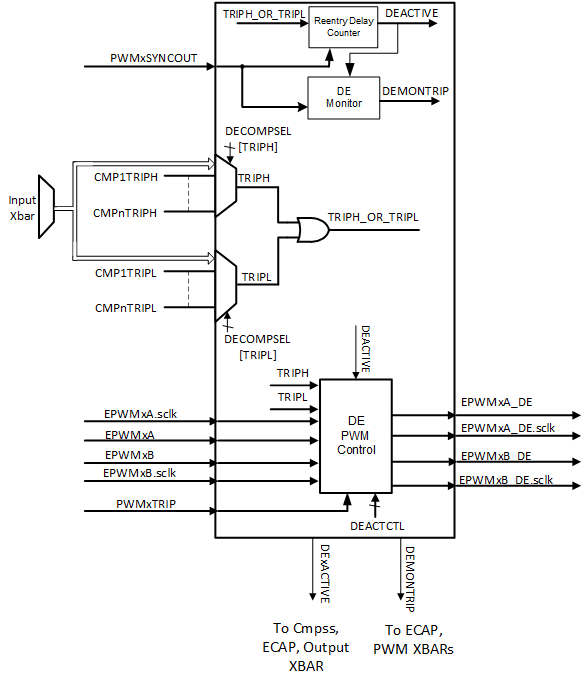 TRIPH_OR_TRIPL
Reentry Delay
Counter
DEACTIVE
PWMxSYNCOUT
DE
Monitor
DEMONTRIP
DECOMPSEL
[TRIPH]
Input
Xbar
CMP1TRIPH
CMPnTRIPH
TRIPH
TRIPH_OR_TRIPL
CMP1TRIPL
CMPnTRIPL
TRIPL
DECOMPSEL
[TRIPL]
DEACTIVE
TRIPH
TRIPL
DE
PWM
Control
EPWMxA.sclk
EPWMxA
EPWMxB
EPWMxB.sclk
PWMxTRIP
EPWMxA_DE
EPWMxA_DE.sclk
EPWMxB_DE
EPWMxB_DE.sclk
DEACTCTL
DExACTIVE
DEMONTRIP
To Cmpss,
ECAP, Output
XBAR
To ECAP,
PWM XBARs